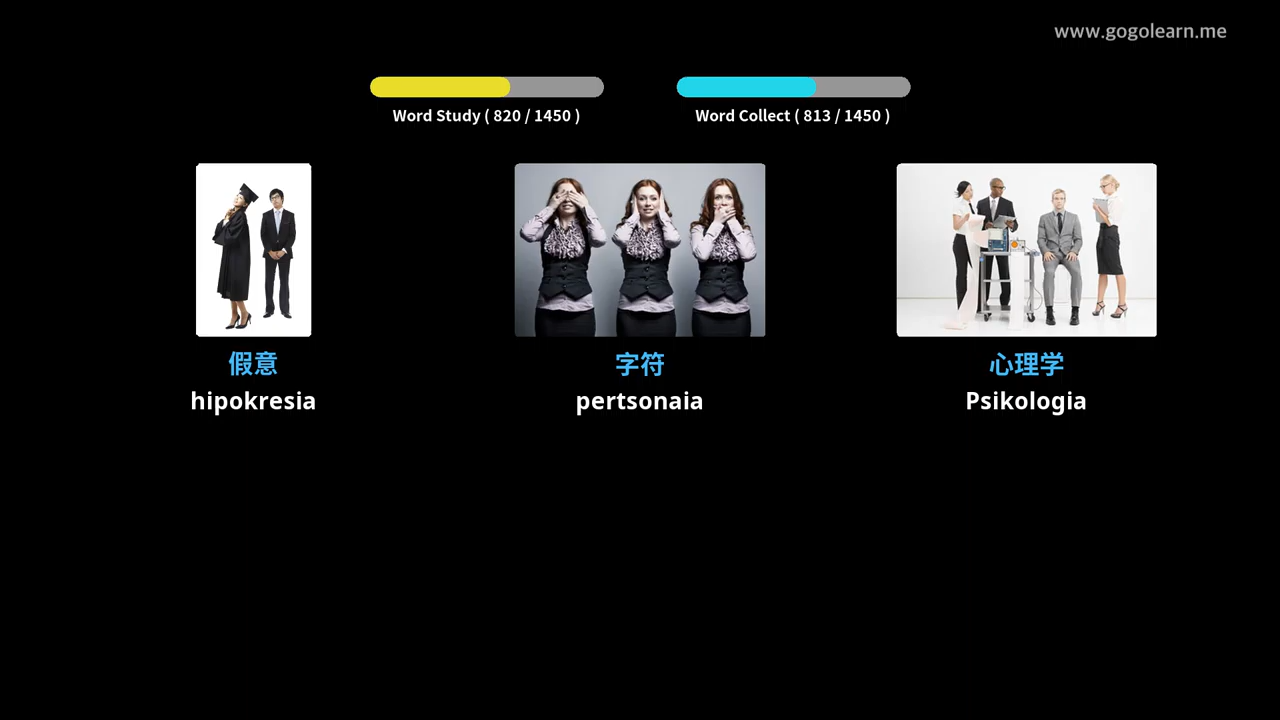 www.gogolearn.me
Word Study ( 820 / 1450 )
Word Collect ( 813 / 1450 )
假意
hipokresia
字符
pertsonaia
心理学
Psikologia